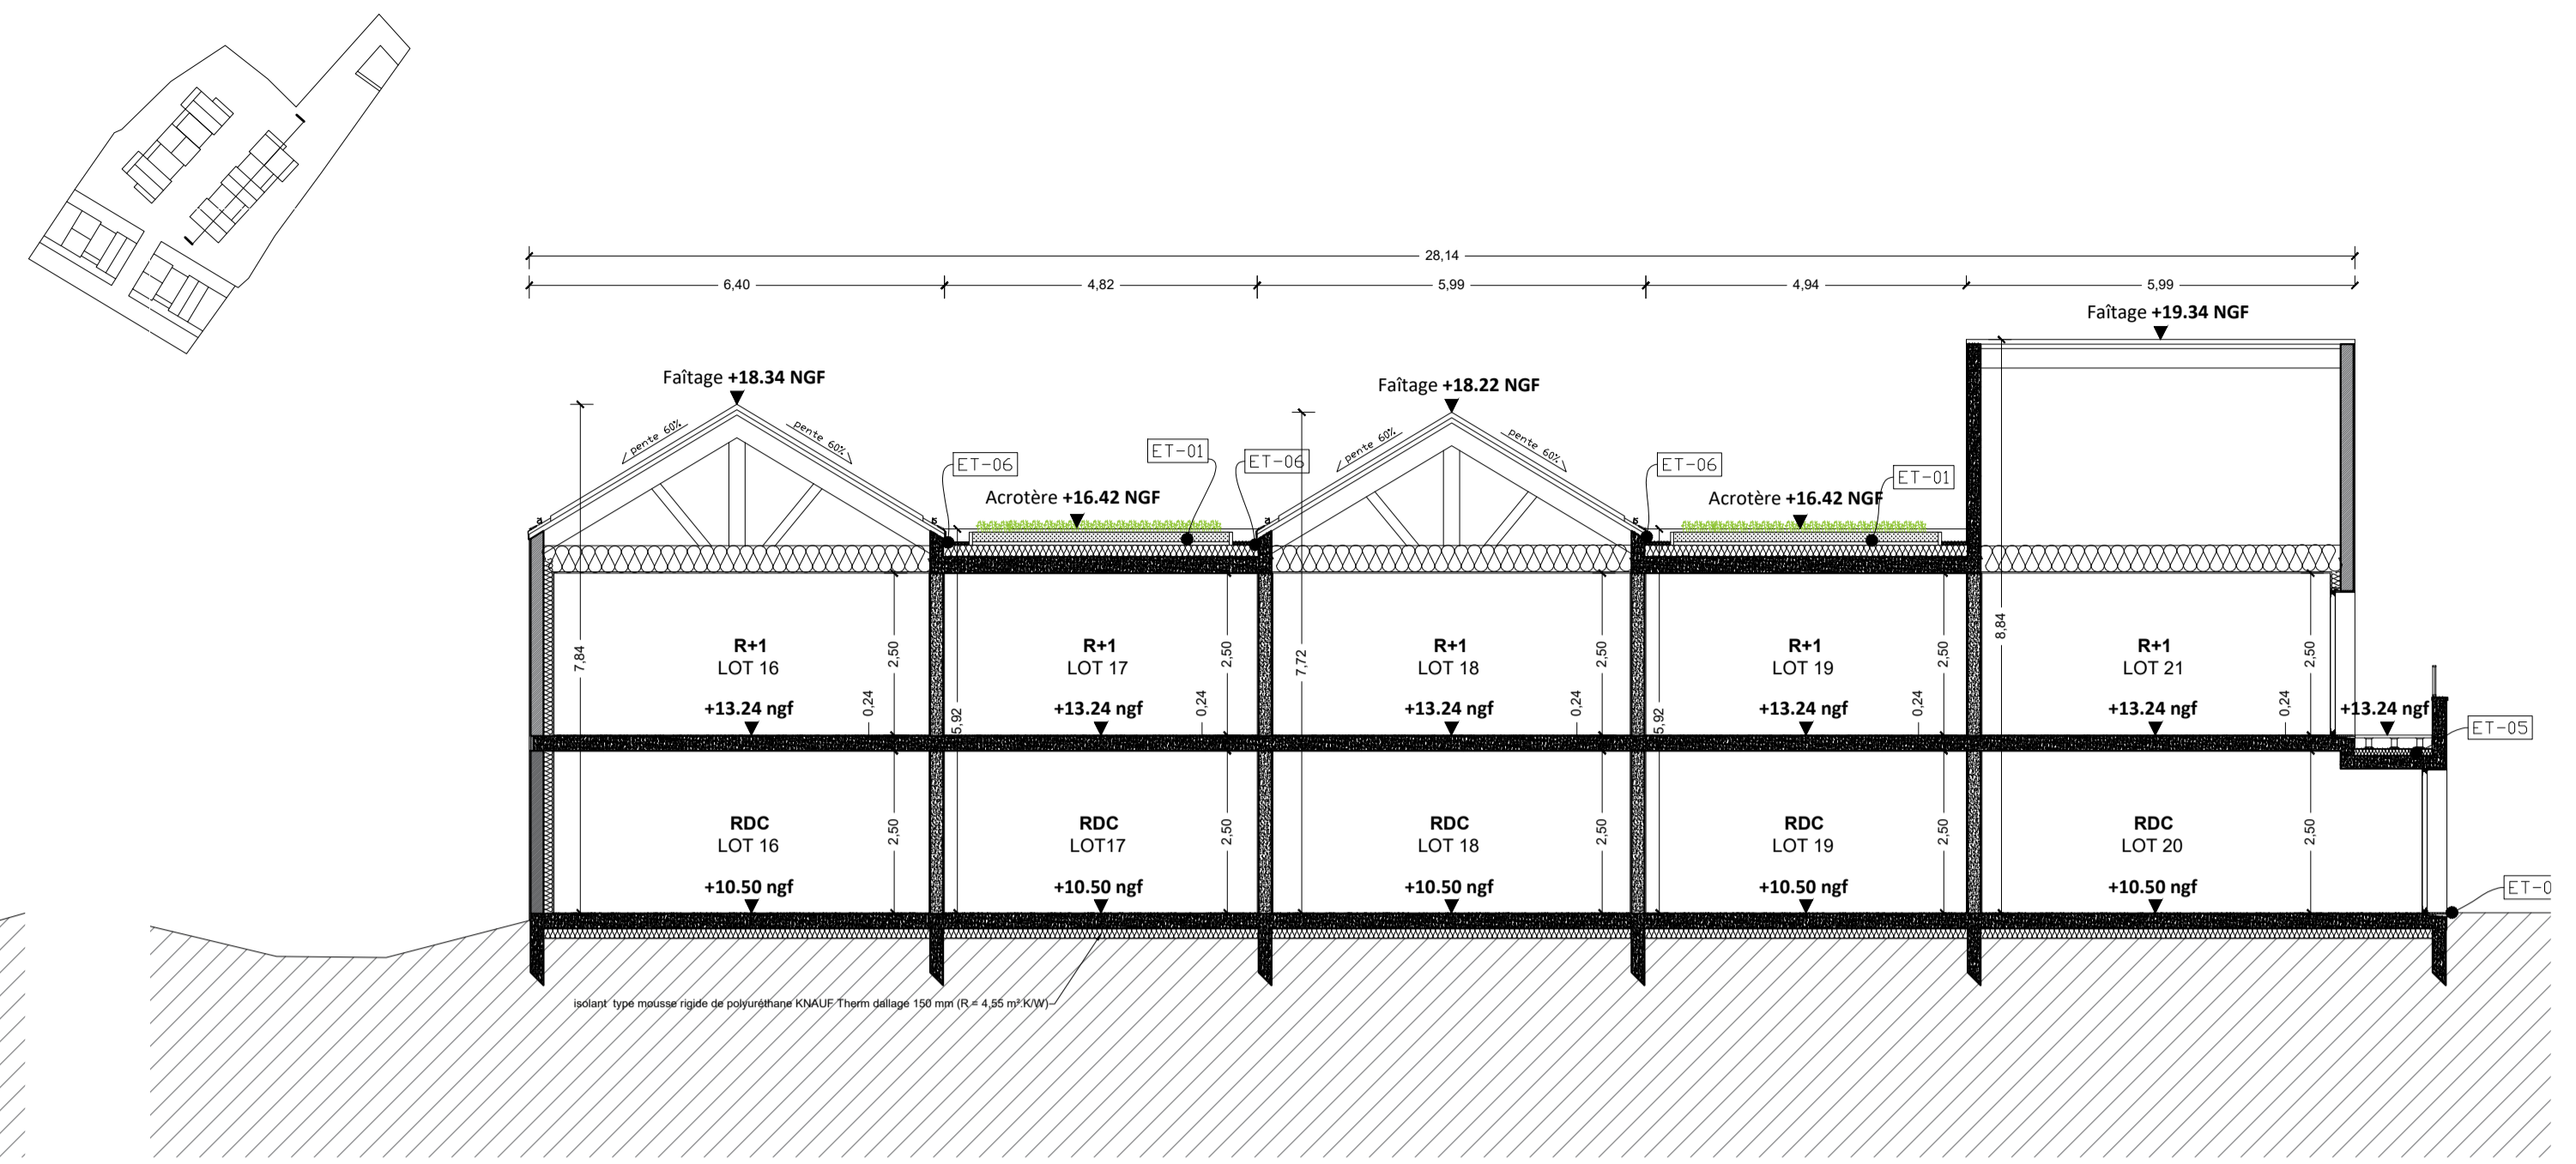 28,14
6,40
4,82
5,99
4,94
5,99
Faîtage +19.34 NGF
Faîtage +18.34 NGF
Faîtage +18.22 NGF
pente 60%
pente 60%
pente 60%
pente 60%
ET-06
ET-01
ET-06
ET-06
ET-01
Acrotère +16.42 NGF
Acrotère +16.42 NGF
7,84
R+1
LOT 16
+13.24 ngf
0,24
2,50
5,92
R+1
LOT 17
+13.24 ngf
0,24
2,50
7,72
R+1
LOT 18
+13.24 ngf
0,24
2,50
5,92
R+1
LOT 19
+13.24 ngf
0,24
2,50
8,84
R+1
LOT 21
+13.24 ngf
0,24
2,50
+13.24 ngf
ET-05
RDC
LOT 16
+10.50 ngf
2,50
RDC
LOT17
+10.50 ngf
2,50
RDC
LOT 18
+10.50 ngf
2,50
RDC
LOT 19
+10.50 ngf
2,50
RDC
LOT 20
+10.50 ngf
2,50
isolant type mousse rigide de polyuréthane KNAUF Therm dallage 150 mm (R = 4,55 m².K/W)